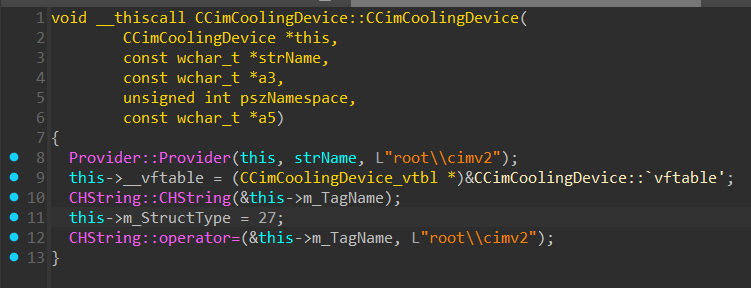 1 void __thiscall CCimCoolingDevice::CCimCoolingDevice(
2 CCimCoolingDevice *this,
3 const wchar_t *strName,
4 const wchar_t *a3,
5 unsigned int pszNamespace,
6 const wchar_t *a5)
7 {
8 Provider::Provider(this, strName, L"root\\cimv2");
9 this->__vftable = (CCimCoolingDevice_vtbl *)&CCimCoolingDevice::`vftable';
10 CHString::CHString(&this->m_TagName);
11 this->m_StructType = 27;
12 CHString::operator=(&this->m_TagName, L"root\\cimv2");
13 }